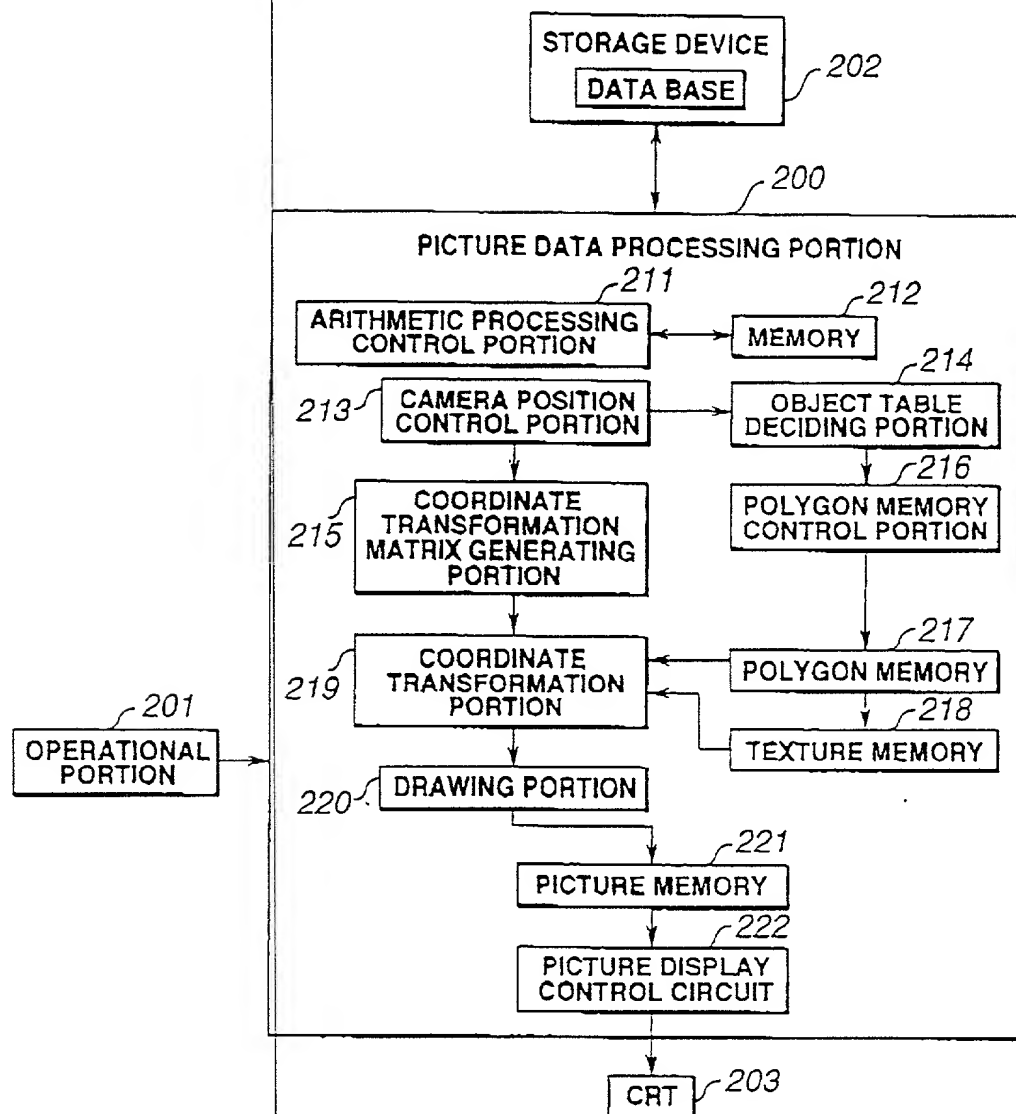 STORAGE DEVICE
DATA BASE
202
200
PICTURE DATA PROCESSING PORTION
211
ARITHMETIC PROCESSING
CONTROL PORTION
212
MEMORY
213
CAMERA POSITION
CONTROL PORTION
214
OBJECT TABLE
DECIDING PORTION
215
COORDINATE
TRANSFORMATION
MATRIX GENERATING
PORTION
216
POLYGON MEMORY
CONTROL PORTION
219
COORDINATE
TRANSFORMATION
PORTION
217
POLYGON MEMORY
218
TEXTURE MEMORY
201
OPERATIONAL
PORTION
220
DRAWING PORTION
221
PICTURE MEMORY
222
PICTURE DISPLAY
CONTROL CIRCUIT
CRT
203